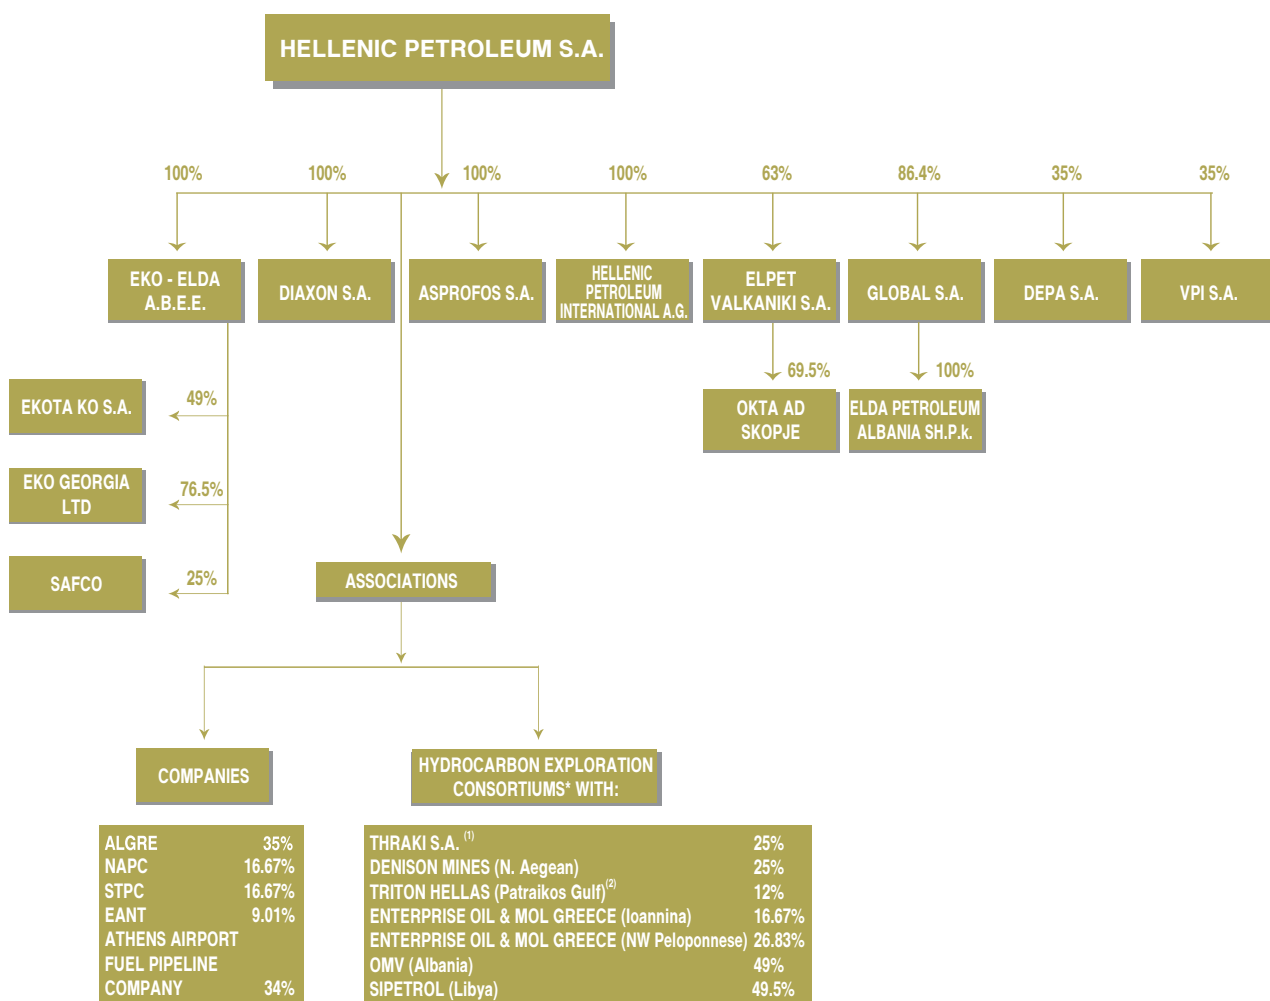 HELLENIC PETROLEUM S.A.
100% 100% 100% 100% 63% 86.4% 35% 35%
EKO - ELDA
A.B.E.E.
DIAXON S.A.
ASPROFOS S.A.
HELLENIC
PETROLEUM
INTERNATIONAL A.G.
ELPET
VALKANIKI S.A.
GLOBAL S.A.
DEPA S.A.
VPI S.A.
69.5%
100%
OKTA AD
SKOPJE
ELDA PETROLEUM
ALBANIA SH.P.k.
EKOTA KO S.A.
49%
EKO GEORGIA
LTD
76.5%
SAFCO
25%
ASSOCIATIONS
COMPANIES
ALGRE 35%
NAPC 16.67%
STPC 16.67%
EANT 9.01%
ATHENS AIRPORT
FUEL PIPELINE
COMPANY 34%
HYDROCARBON EXPLORATION
CONSORTIUMS* WITH:
THRAKI S.A. (1) 25%
DENISON MINES (N. Aegean) 25%
TRITON HELLAS (Patraikos Gulf)(2) 12%
ENTERPRISE OIL & MOL GREECE (Ioannina) 16.67%
ENTERPRISE OIL & MOL GREECE (NW Peloponnese) 26.83%
OMV (Albania) 49%
SIPETROL (Libya) 49.5%